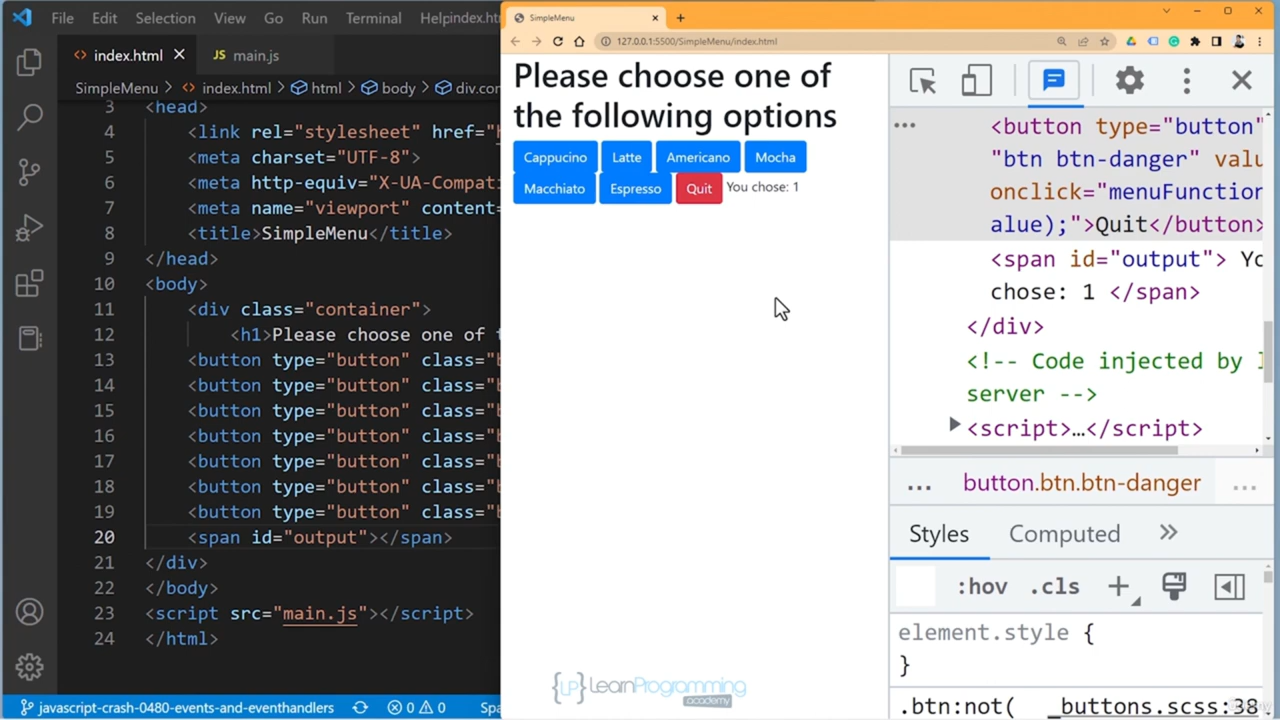 File Edit Selection View Go Run Terminal Help index.ht
index.html
JS main.js
SimpleMenu > index.html > html > body > div.con
3 <head>
4 <link rel="stylesheet" href="h
5 <meta charset="UTF-8">
6 <meta http-equiv="X-UA-Compati
7 <meta name="viewport" content=
8 <title>SimpleMenu</title>
9 </head>
10 <body>
11 <div class="container">
12 <h1>Please choose one of t
13 <button type="button" class="b
14 <button type="button" class="b
15 <button type="button" class="b
16 <button type="button" class="b
17 <button type="button" class="b
18 <button type="button" class="b
19 <button type="button" class="b
20 <span id="output"></span>
21 </div>
22 </body>
23 <script src="main.js"></script>
24 </html>
javascript-crash-0480-events-and-eventhandlers 0 0 Spa
SimpleMenu
127.0.0.1:5500/SimpleMenu/index.html
Please choose one of
the following options
Cappucino Latte Americano Mocha
Macchiato Espresso Quit You chose: 1
{LP} LearnProgramming
academy
<button type="button"
"btn btn-danger" valu
onclick="menuFunction
alue);">Quit</button>
<span id="output"> Yo
chose: 1 </span>
</div>
<!-- Code injected by l
server -->
<script>…</script>
... button.btn.btn-danger ...
Styles Computed
:hov .cls
element.style {
}
.btn:not( _buttons.scss:38